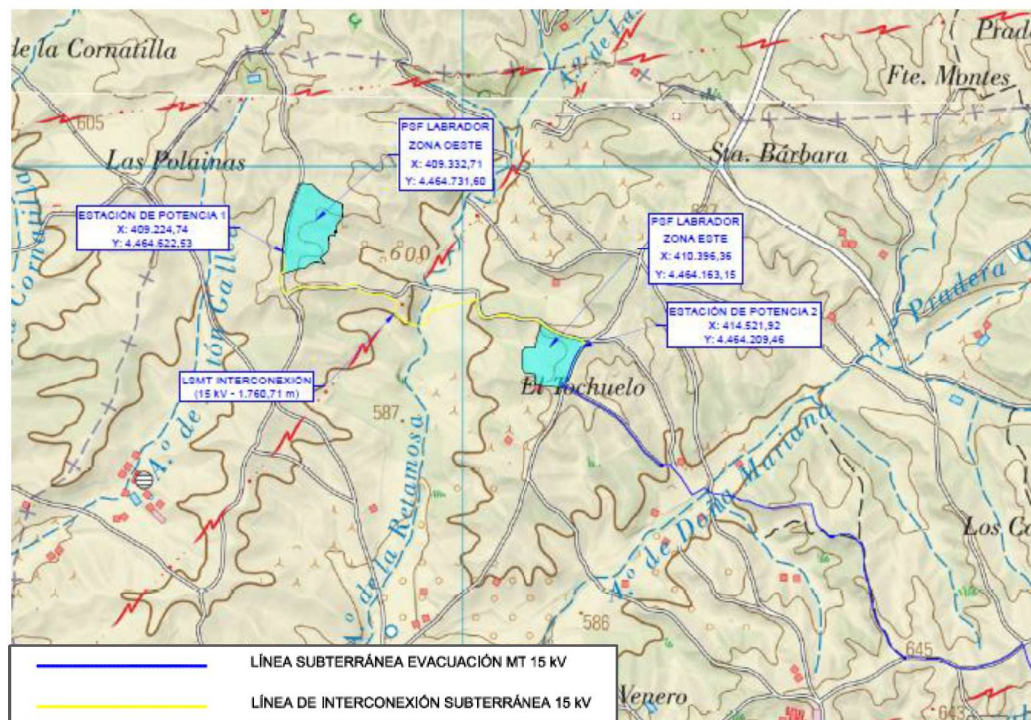 de la Cornatilla
605
Las Polainas
PSF LABRADOR
ZONA OESTE
X: 409.332,71
Y: 4.464.731,60
Fte. Montes
Sta. Bárbara
ESTACIÓN DE POTENCIA 1
X: 409.224,74
Y: 4.464.622,53
600
PSF LABRADOR
ZONA ESTE
X: 410.396,36
Y: 4.464.163,15
ESTACIÓN DE POTENCIA 2
X: 414.521,92
Y: 4.464.209,46
A. Pradera
LSMT INTERCONEXIÓN
(15 kV - 1.760,71 m)
El Tochuelo
587
A.º de la Retamosa
A.º de Doña Mariana
Los
586
645
Venero
643
LÍNEA SUBTERRÁNEA EVACUACIÓN MT 15 kV
LÍNEA DE INTERCONEXIÓN SUBTERRÁNEA 15 kV